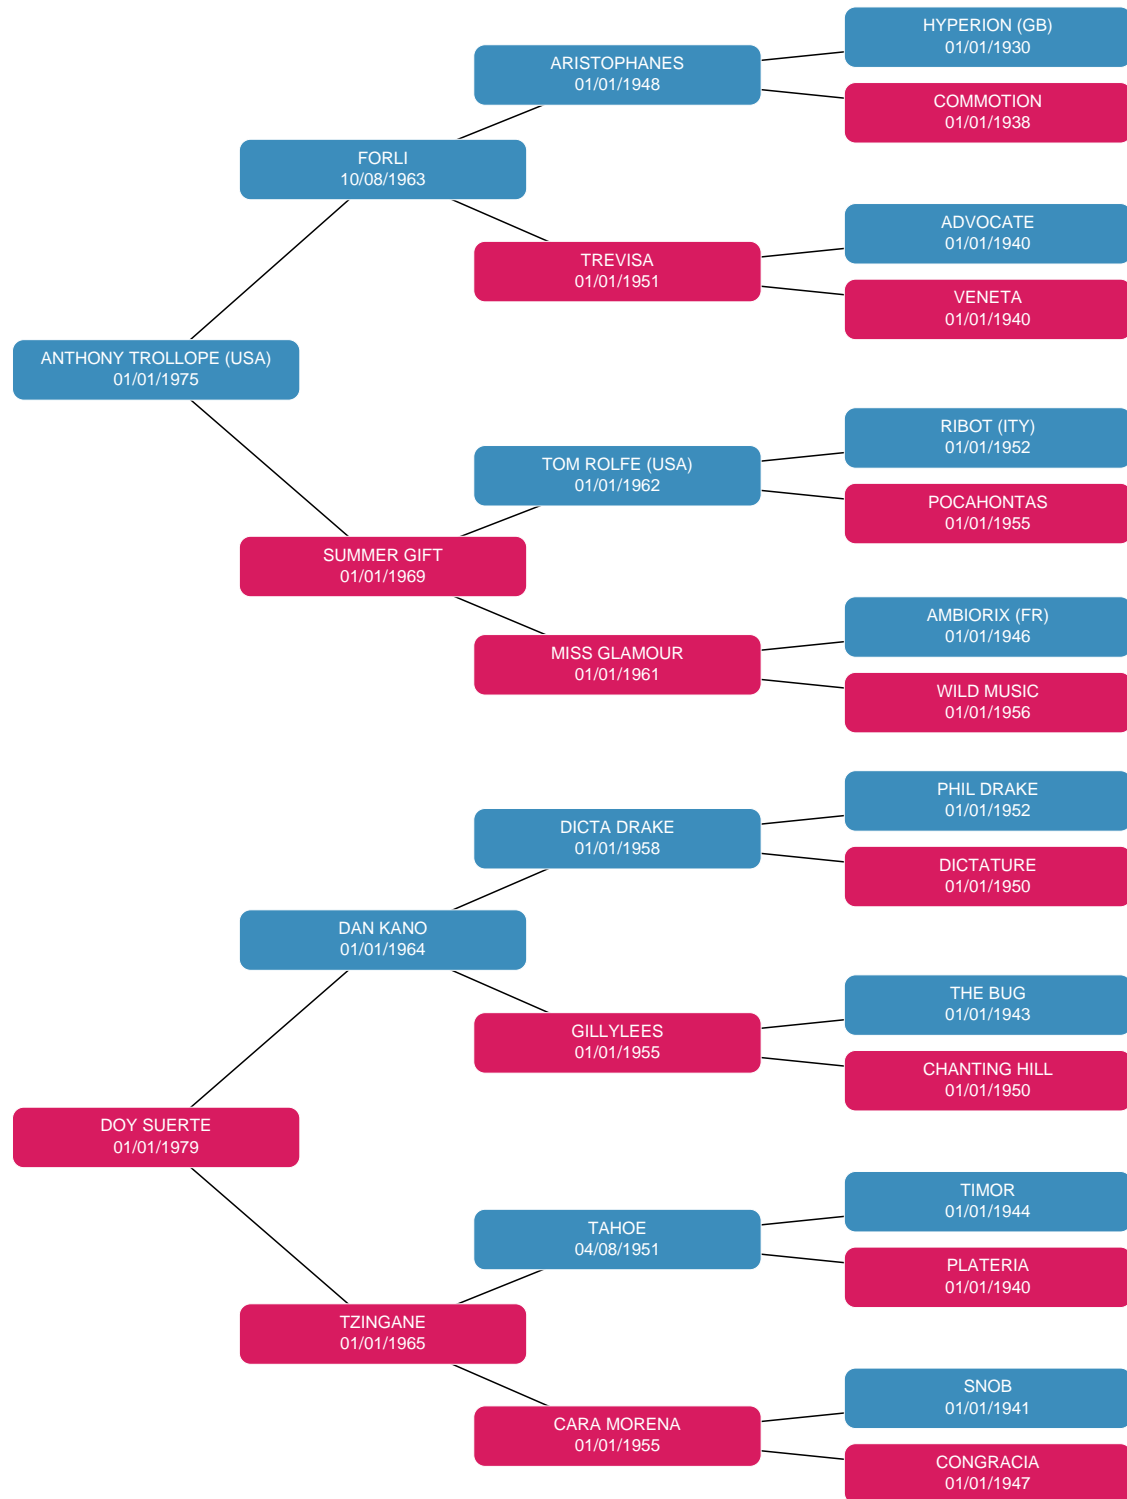 HYPERION (GB)
01/01/1930
ARISTOPHANES
01/01/1948
COMMOTION
01/01/1938
FORLI
10/08/1963
ADVOCATE
01/01/1940
TREVISA
01/01/1951
VENETA
01/01/1940
ANTHONY TROLLOPE (USA)
01/01/1975
RIBOT (ITY)
01/01/1952
TOM ROLFE (USA)
01/01/1962
POCAHONTAS
01/01/1955
SUMMER GIFT
01/01/1969
AMBIORIX (FR)
01/01/1946
MISS GLAMOUR
01/01/1961
WILD MUSIC
01/01/1956
PHIL DRAKE
01/01/1952
DICTA DRAKE
01/01/1958
DICTATURE
01/01/1950
DAN KANO
01/01/1964
THE BUG
01/01/1943
GILLYLEES
01/01/1955
CHANTING HILL
01/01/1950
DOY SUERTE
01/01/1979
TIMOR
01/01/1944
TAHOE
04/08/1951
PLATERIA
01/01/1940
TZINGANE
01/01/1965
SNOB
01/01/1941
CARA MORENA
01/01/1955
CONGRACIA
01/01/1947